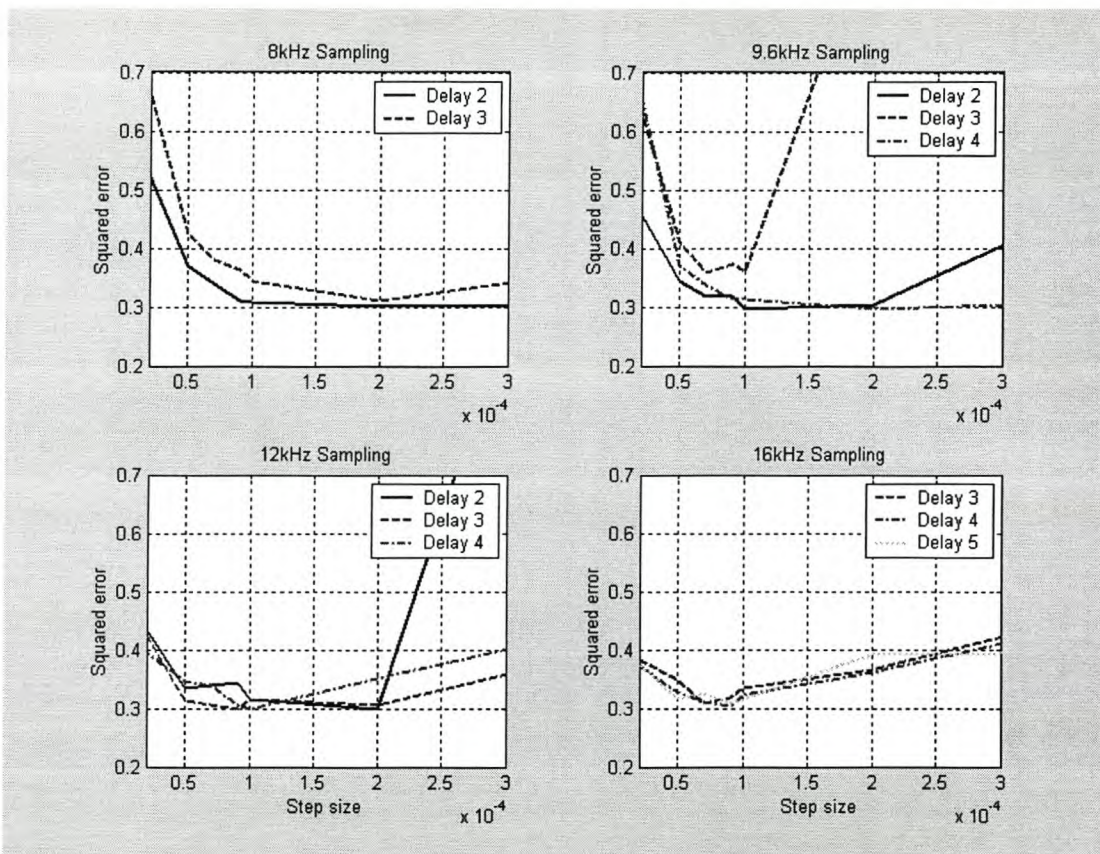 8kHz Sampling
0.7
0.6
0.5
0.4
0.3
0.2
Squared error
Delay 2
Delay 3
0.5 1 1.5 2 2.5 3
x 10-4
9.6kHz Sampling
0.7
0.6
0.5
0.4
0.3
0.2
Squared error
Delay 2
Delay 3
Delay 4
0.5 1 1.5 2 2.5 3
x 10-4
12kHz Sampling
0.7
0.6
0.5
0.4
0.3
0.2
Squared error
Delay 2
Delay 3
Delay 4
0.5 1 1.5 2 2.5 3
Step size
x 10-4
16kHz Sampling
0.7
0.6
0.5
0.4
0.3
0.2
Squared error
Delay 3
Delay 4
Delay 5
0.5 1 1.5 2 2.5 3
Step size
x 10-4